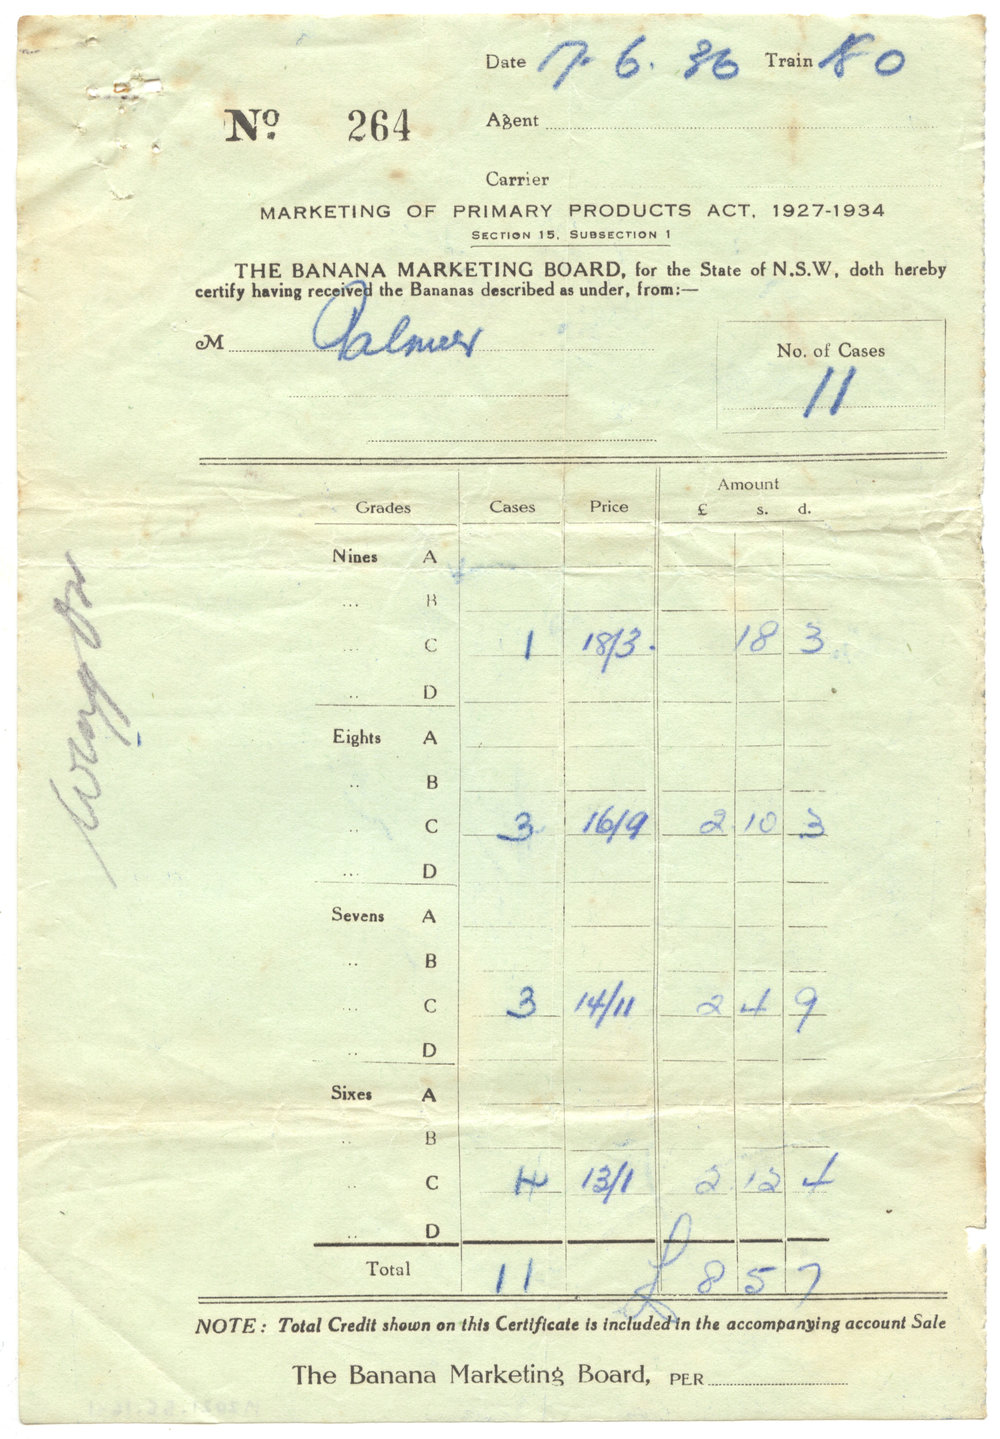 Date 17. 6. 36 Train 80
No. 264
Agent
Carrier
MARKETING OF PRIMARY PRODUCTS ACT, 1927-1934
SECTION 15, SUBSECTION 1
THE BANANA MARKETING BOARD, for the State of N.S.W, doth hereby
certify having received the Bananas described as under, from:—
M Palmer
No. of Cases
11
Amount
Grades Cases Price £ s. d.
Nines A
... B
... C 1 18/3. 18 3
.. D
Eights A
.. B
.. C 3 16/9 2 10 3
... D
Sevens A
.. B
... C 3 14/11 2 4 9
.. D
Sixes A
.. B
.. C 4 13/1 2 12 4
.. D
Total 11 £ 8 5 7
NOTE: Total Credit shown on this Certificate is included in the accompanying account Sale
The Banana Marketing Board, PER